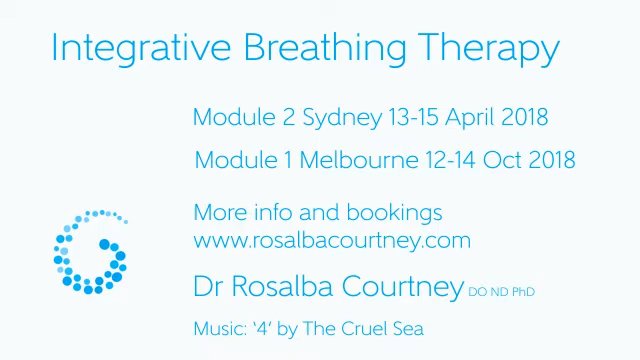 Integrative Breathing Therapy
Module 2 Sydney 13-15 April 2018
Module 1 Melbourne 12-14 Oct 2018
More info and bookings
www.rosalbacourtney.com
Dr Rosalba Courtney DO ND PhD
Music: ‘4’ by The Cruel Sea